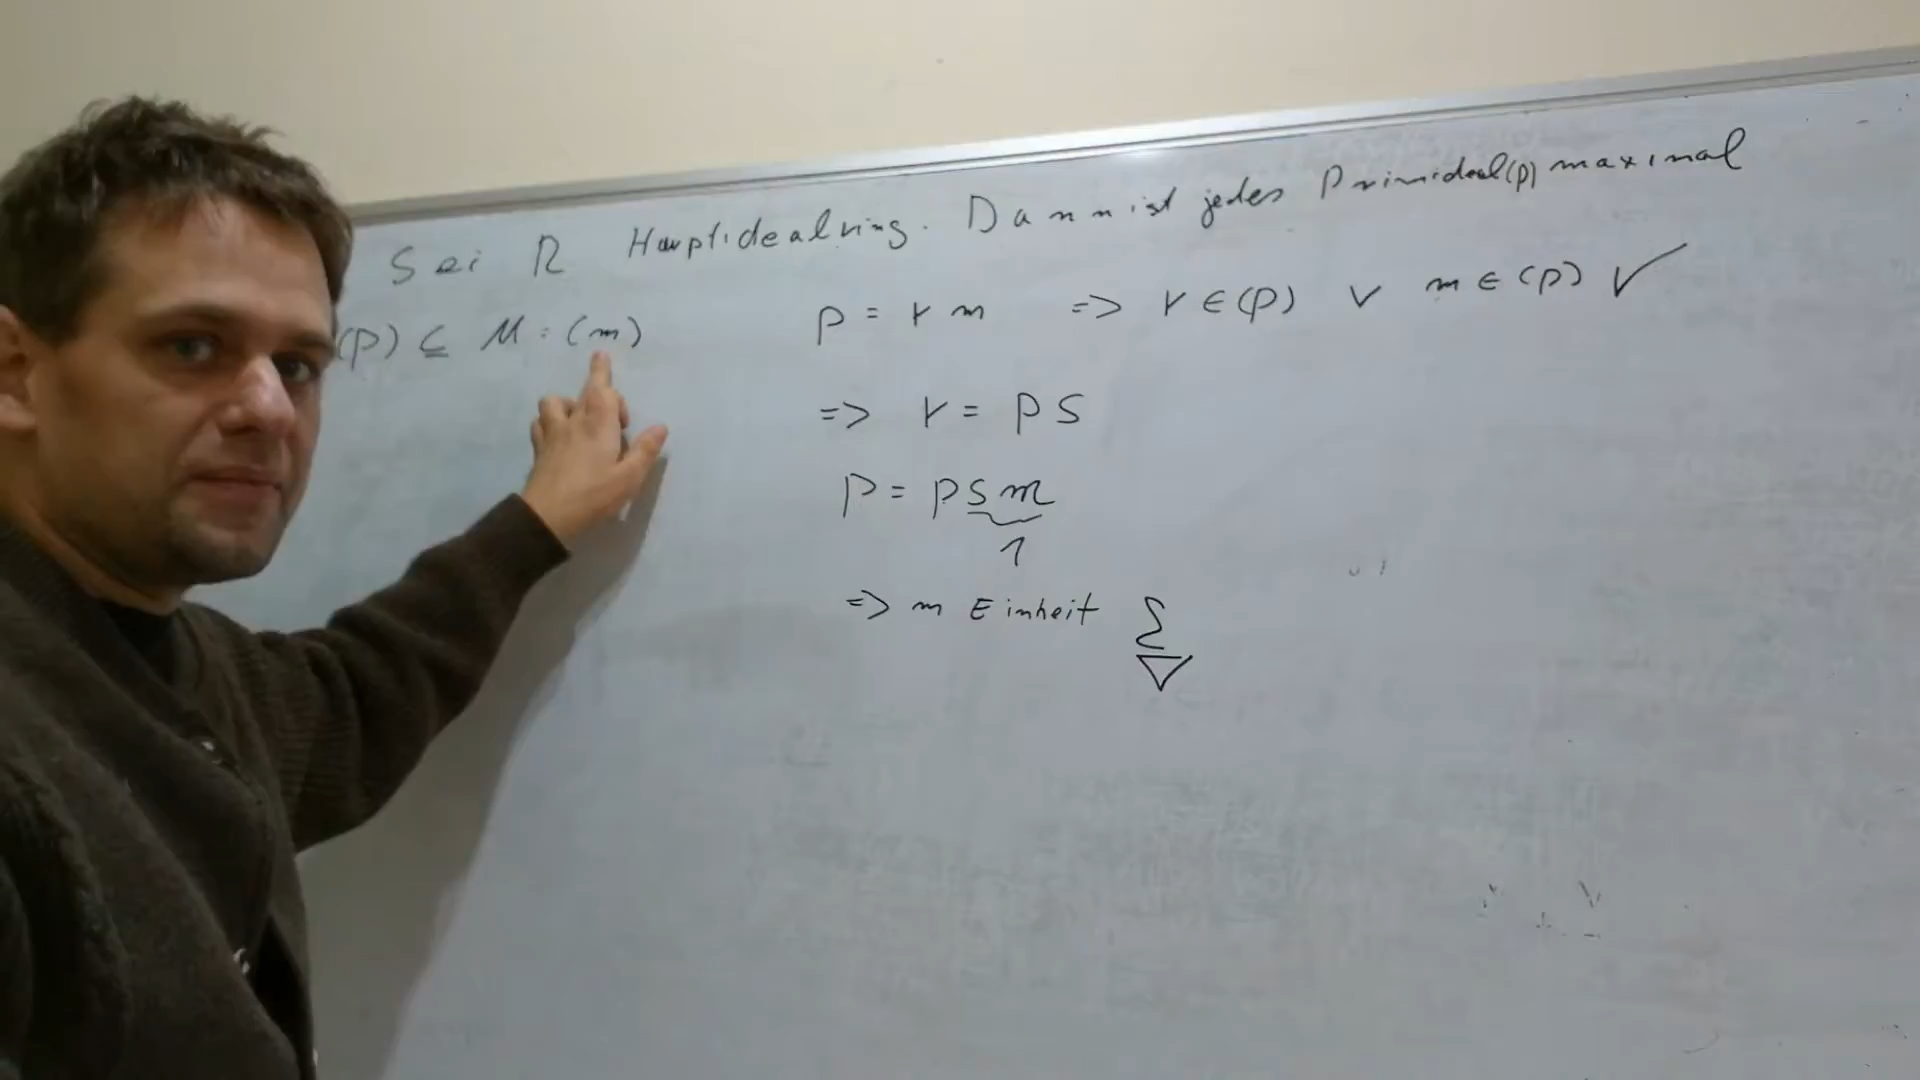 Sei R Hauptidealring. Dann ist jedes Primideal (p) maximal
(p) ⊆ M = (m)
p = r m => r ∈ (p) ∨ m ∈ (p) ✓
=> r = p s
p = p s m
1
=> m Einheit